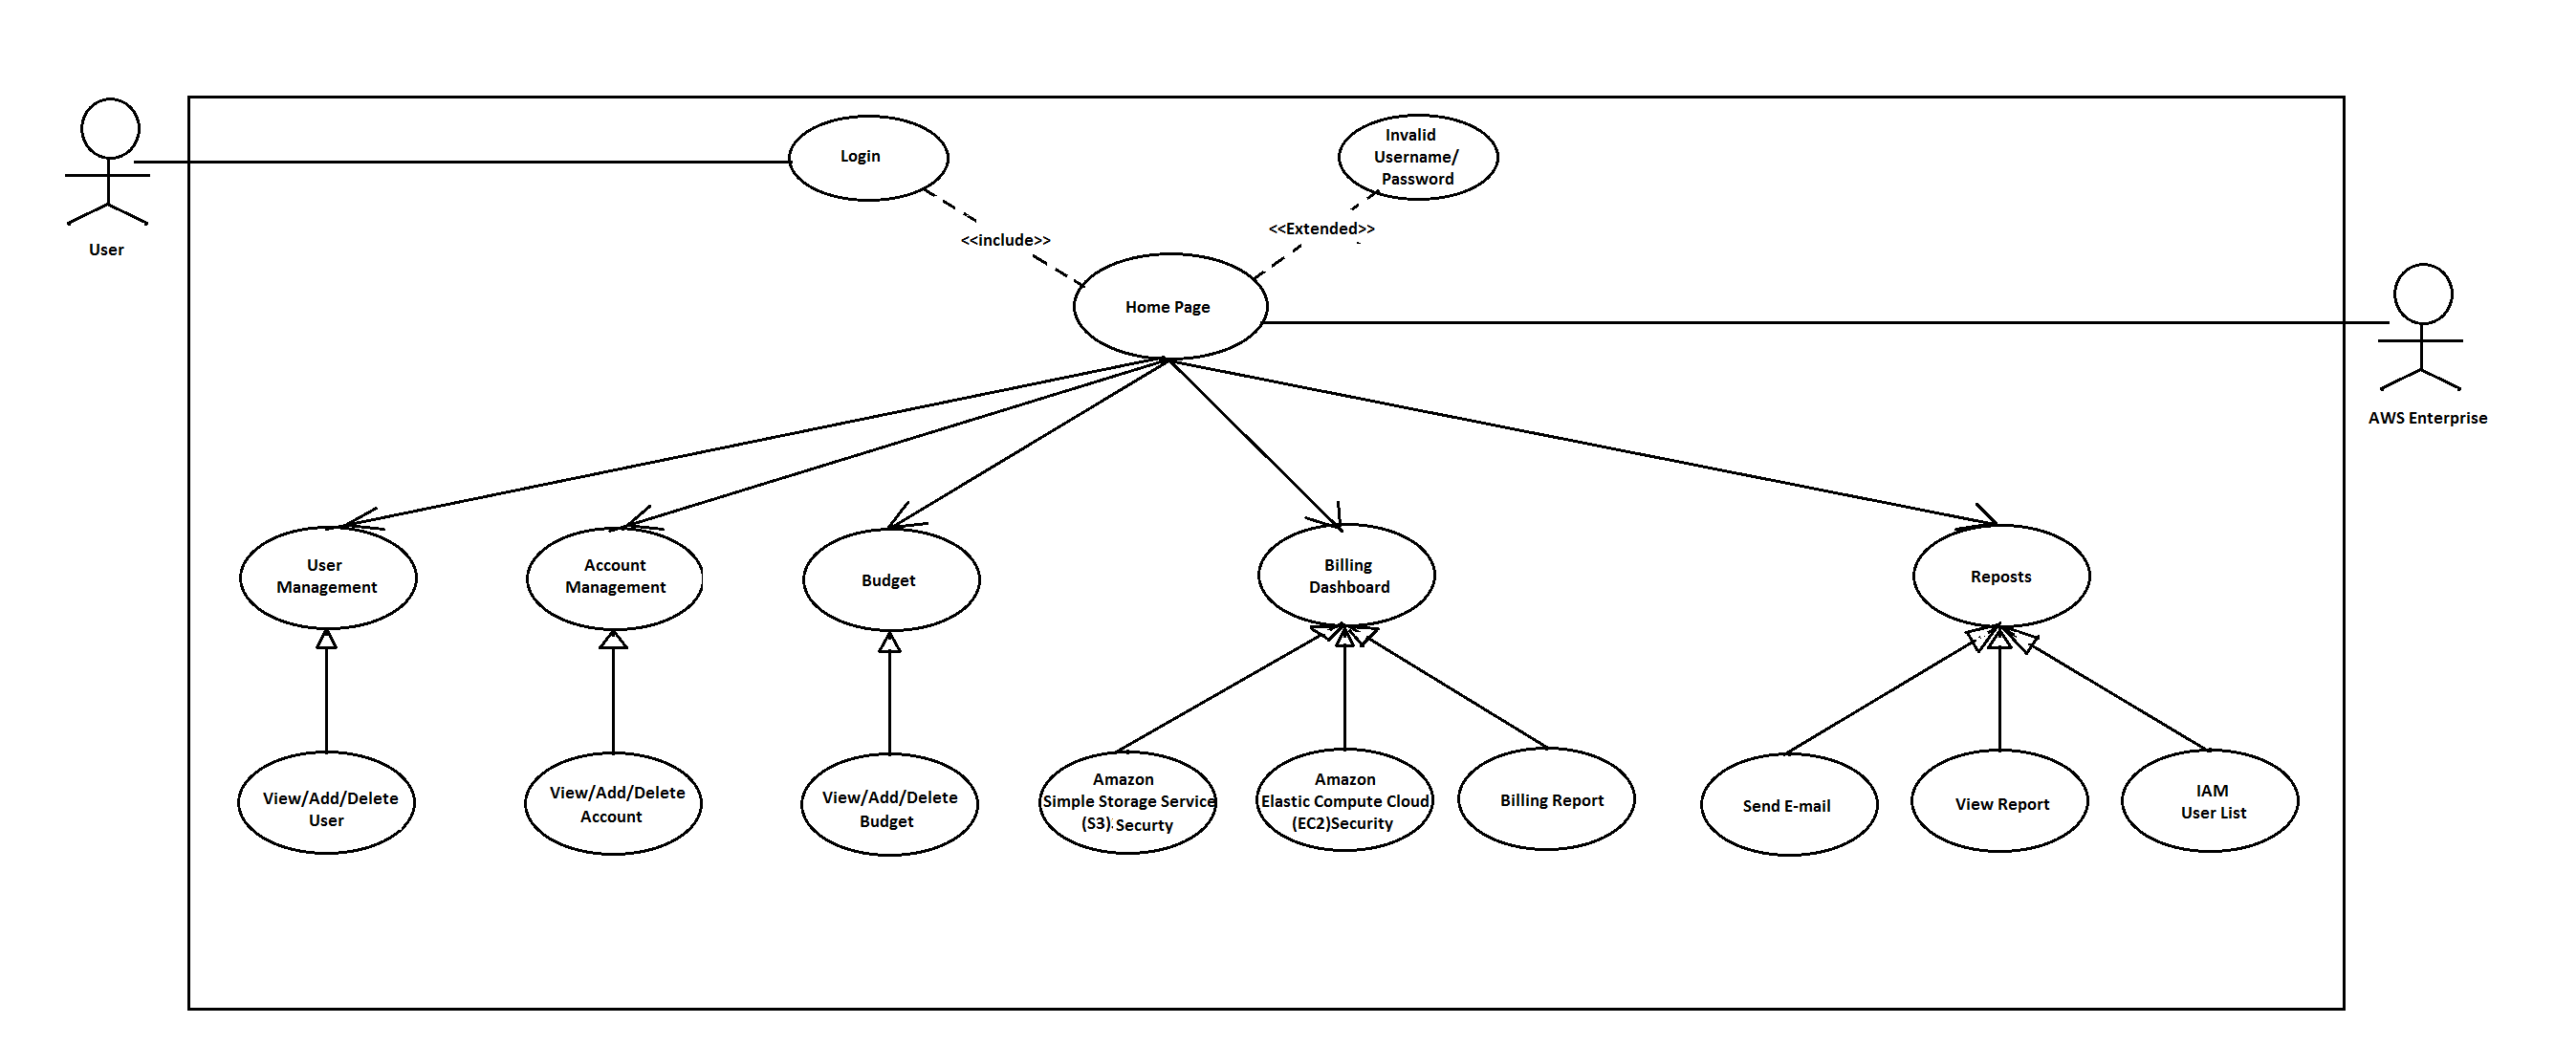 Login
Invalid
Username/
Password
<<include>>
<<Extended>>
User
Home Page
AWS Enterprise
User
Management
Account
Management
Budget
Billing
Dashboard
Reposts
View/Add/Delete
User
View/Add/Delete
Account
View/Add/Delete
Budget
Amazon
Simple Storage Service
(S3) Securty
Amazon
Elastic Compute Cloud
(EC2)Security
Billing Report
Send E-mail
View Report
IAM
User List